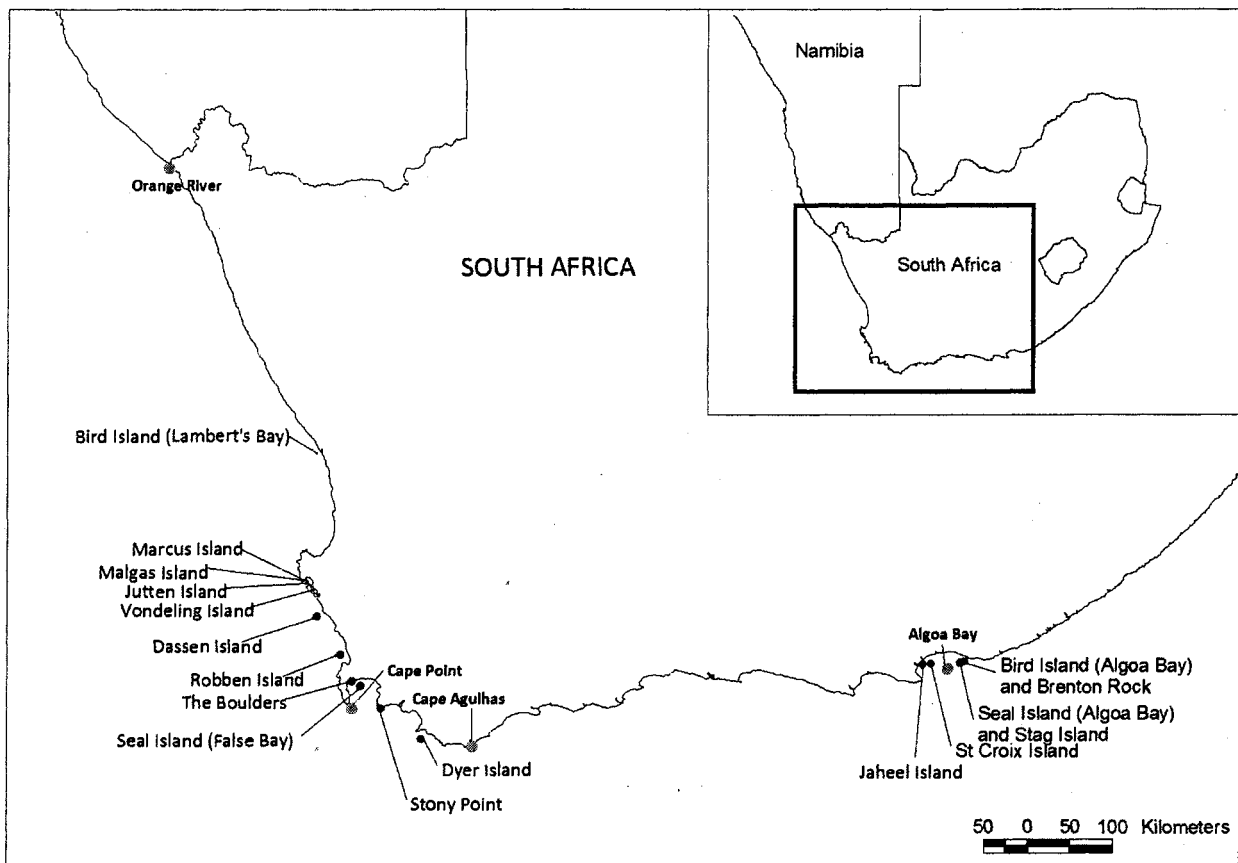 Namibia
South Africa
Orange River
SOUTH AFRICA
Bird Island (Lambert's Bay)
Marcus Island
Malgas Island
Jutten Island
Vondeling Island
Dassen Island
Robben Island
The Boulders
Seal Island (False Bay)
Cape Point
Cape Agulhas
Dyer Island
Stony Point
Algoa Bay
Bird Island (Algoa Bay)
and Brenton Rock
Seal Island (Algoa Bay)
and Stag Island
St Croix Island
Jaheel Island
50 0 50 100 Kilometers